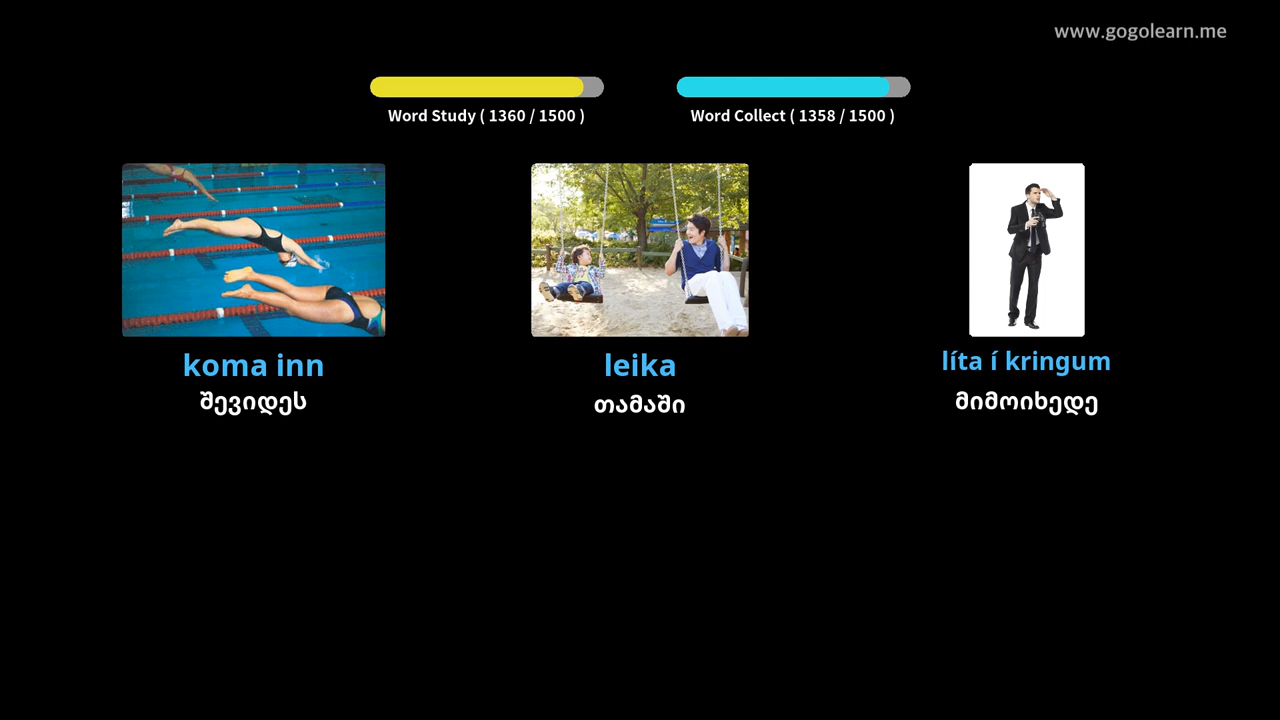 www.gogolearn.me
Word Study ( 1360 / 1500 )
Word Collect ( 1358 / 1500 )
koma inn
leika
líta í kringum
შევიდეს
თამაში
მიმოიხედე